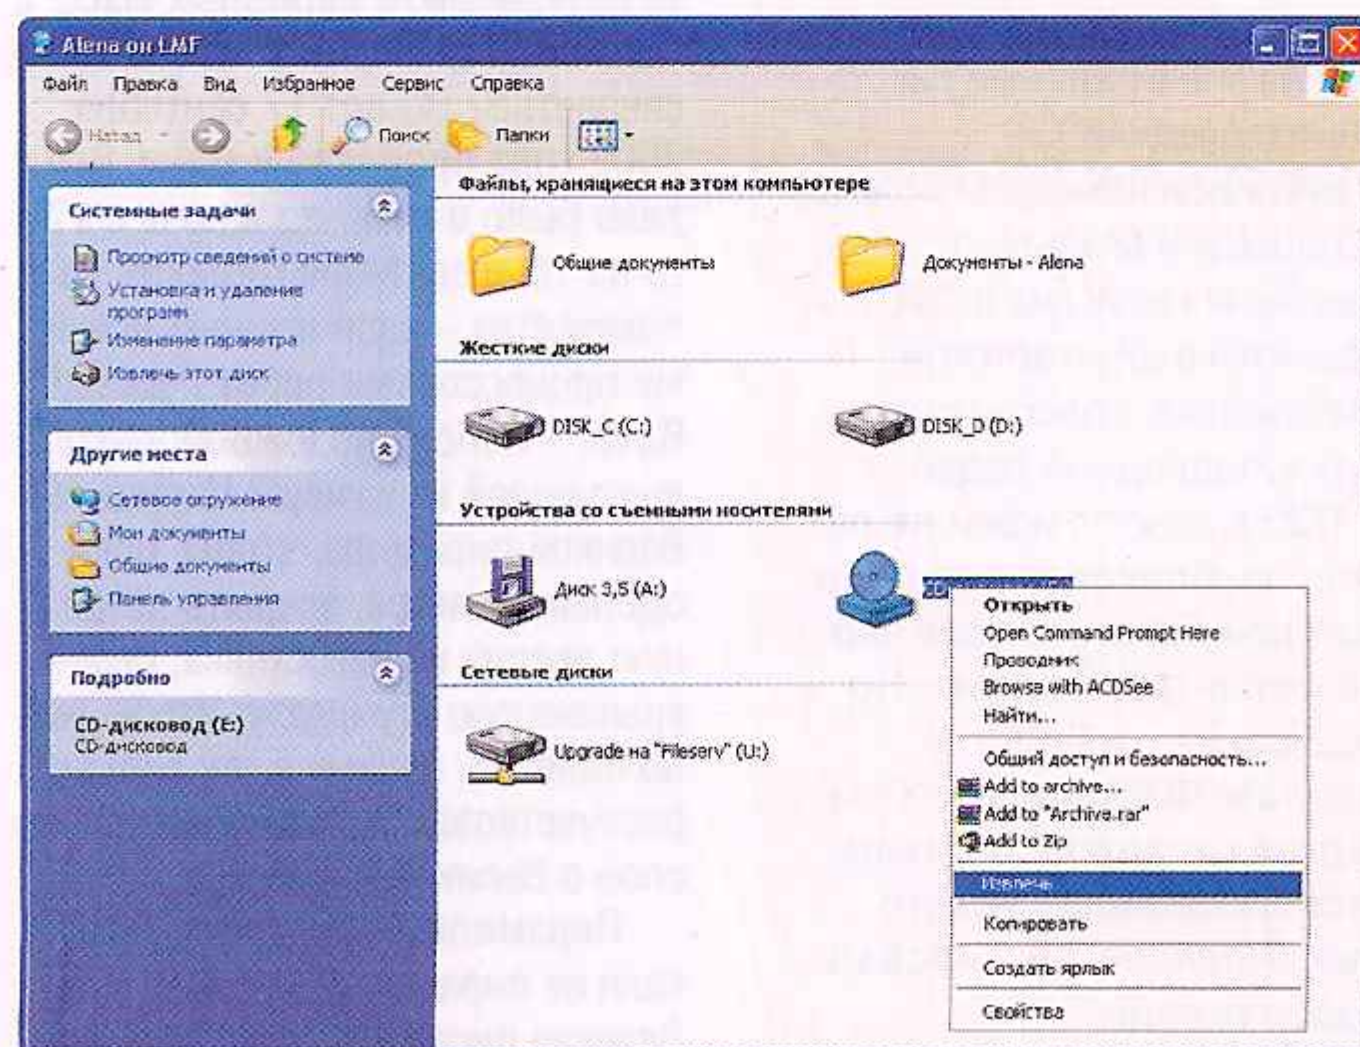 Alena on LMF
Файл Правка Вид Избранное Сервис Справка
Назад Поиск Папки
Файлы, хранящиеся на этом компьютере
Системные задачи
Просмотр сведений о системе
Установка и удаление
программ
Изменение параметра
Извлечь этот диск
Общие документы
Документы - Alena
Жесткие диски
DISK_C (C:)
DISK_D (D:)
Другие места
Сетевое окружение
Мои документы
Общие документы
Панель управления
Устройства со съемными носителями
Диск 3,5 (A:)
Подробно
CD-дисковод (E:)
CD-дисковод
Сетевые диски
Upgrade на "Fileserv" (U:)
Открыть
Open Command Prompt Here
Проводник
Browse with ACDSee
Найти...
Общий доступ и безопасность...
Add to archive...
Add to "Archive.rar"
Add to Zip
Извлечь
Копировать
Создать ярлык
Свойства